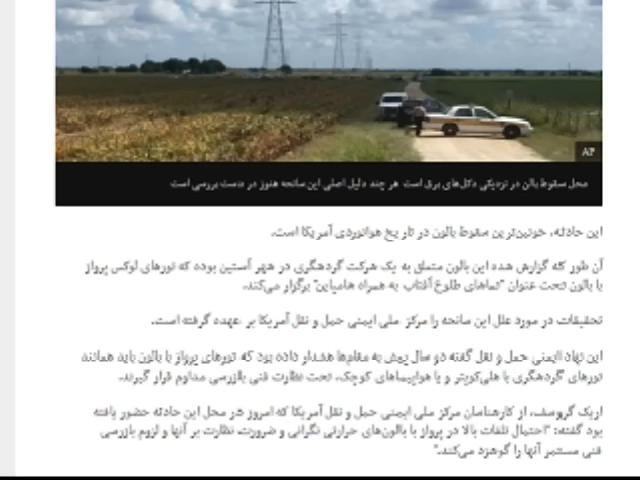 AP
محل سقوط بالن در نزدیکی دکل‌های برق است هر چند دلیل اصلی این سانحه هنوز در دست بررسی است
این حادثه، خونین‌ترین سقوط بالون در تاریخ هوانوردی آمریکا است.
آن طور که گزارش شده این بالون متعلق به یک شرکت گردشگری در شهر آستین بوده که تورهای لوکس پرواز
با بالون تحت عنوان "تماهای طلوع آفتاب به همراه هامپاین" برگزار می‌کند.
تحقیقات در مورد علل این سانحه را مرکز ملی ایمنی حمل و نقل آمریکا بر عهده گرفته است.
این نهاد ایمنی حمل و نقل گفته دو سال پیش به مقام‌ها هشدار داده بود که تورهای پرواز با بالون باید همانند
تورهای گردشگری با هلی‌کوپتر و یا هواپیماهای کوچک، تحت نظارت فنی بازرسی مداوم قرار گیرند.
اریک گروسف، از کارشناسان مرکز ملی ایمنی حمل و نقل آمریکا که امروز در محل این حادثه حضور یافته
بود گفته: "احتمال تلفات بالا در پرواز با بالون‌های حرارتی نگرانی و ضرورت نظارت بر آنها و لزوم بازرسی
فنی مستمر آنها را گوهزد می‌کند."